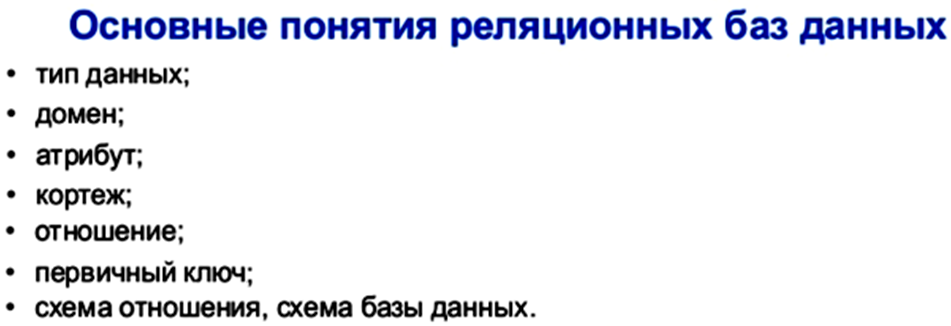 Основные понятия реляционных баз данных
• тип данных;
• домен;
• атрибут;
• кортеж;
• отношение;
• первичный ключ;
• схема отношения, схема базы данных.